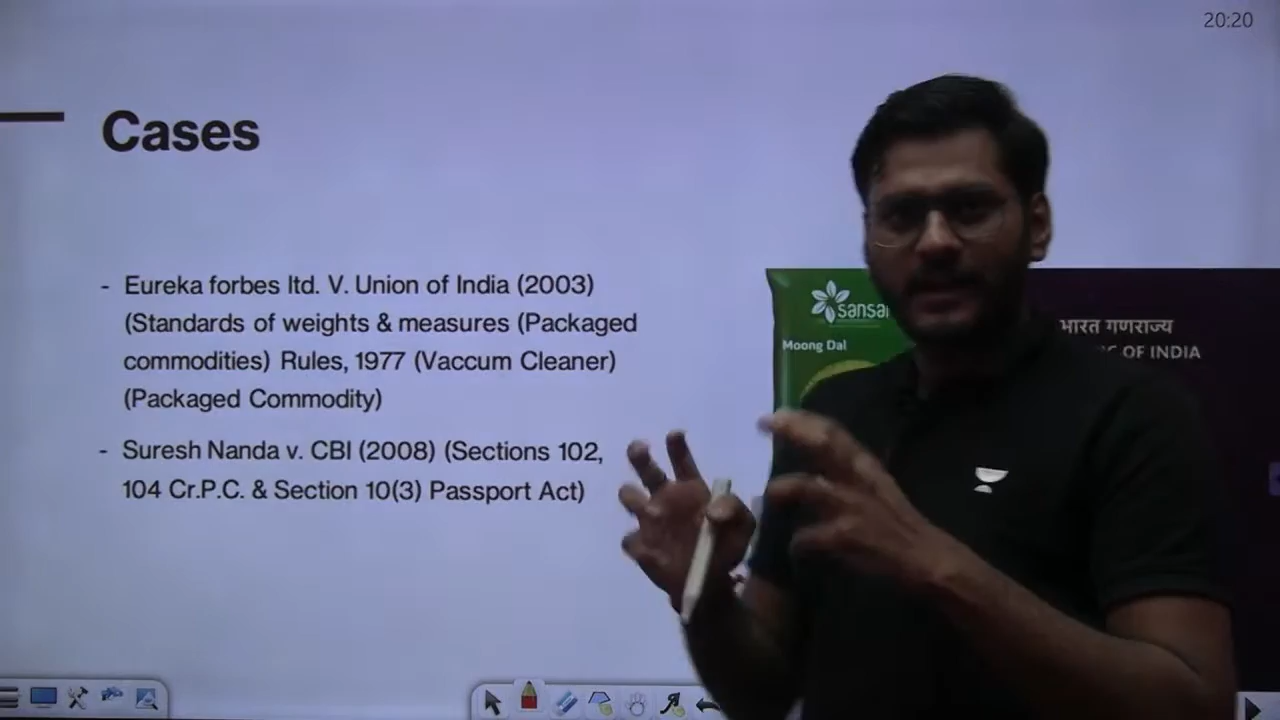 20:20
Cases
- Eureka forbes ltd. V. Union of India (2003)
(Standards of weights & measures (Packaged
commodities) Rules, 1977 (Vaccum Cleaner)
(Packaged Commodity)
- Suresh Nanda v. CBI (2008) (Sections 102,
104 Cr.P.C. & Section 10(3) Passport Act)
Moong Dal
भारत गणराज्य
OF INDIA